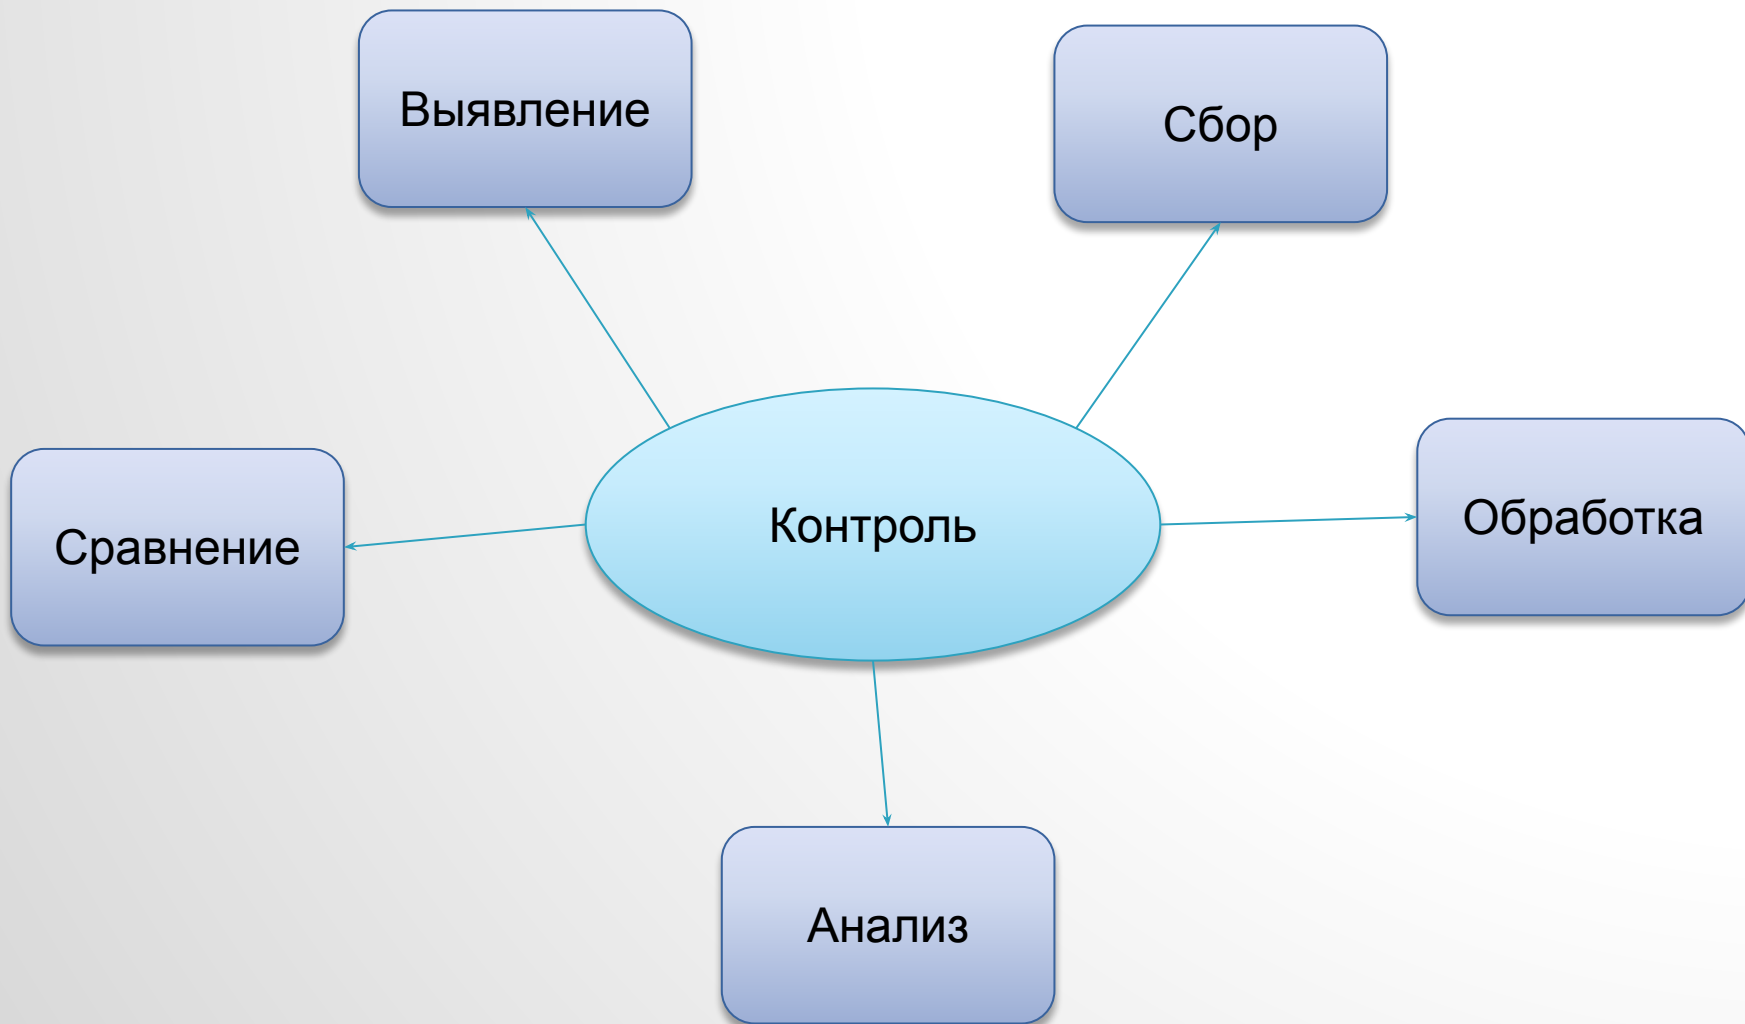 Выявление
Сбор
Сравнение
Контроль
Обработка
Анализ